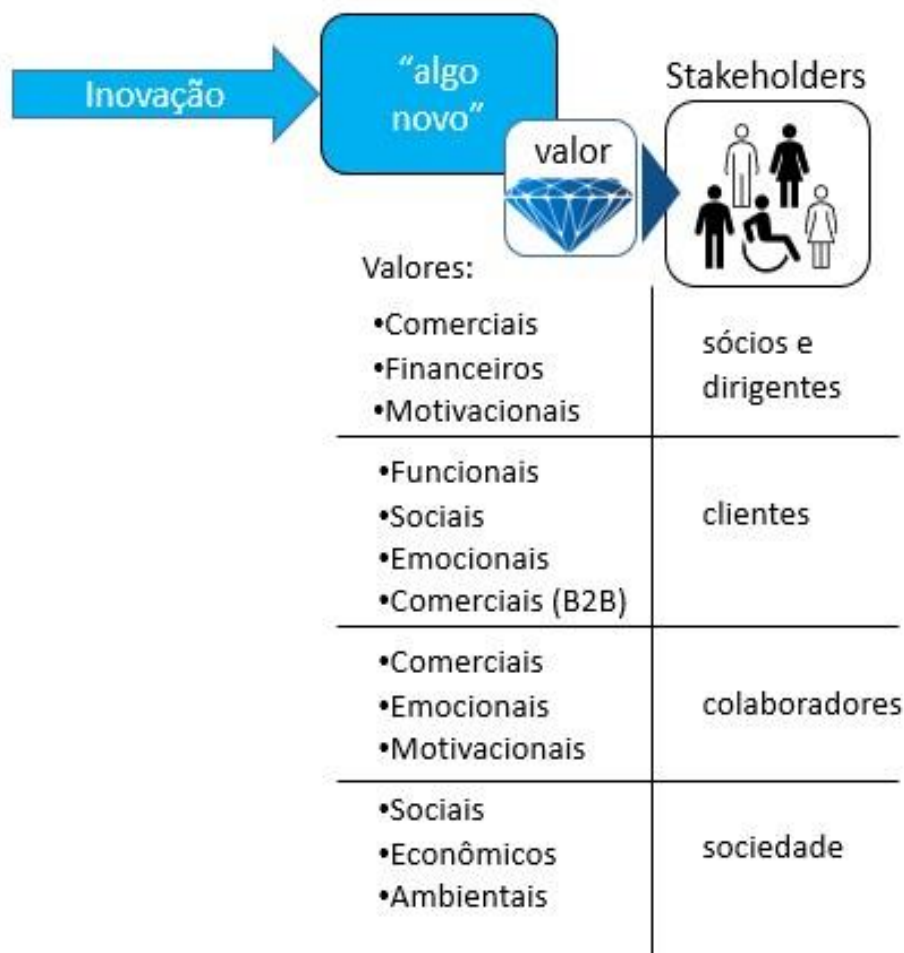 Inovação
“algo
novo”
Stakeholders
valor
Valores:
•Comerciais
•Financeiros
•Motivacionais
sócios e
dirigentes
•Funcionais
•Sociais
•Emocionais
•Comerciais (B2B)
clientes
•Comerciais
•Emocionais
•Motivacionais
colaboradores
•Sociais
•Econômicos
•Ambientais
sociedade